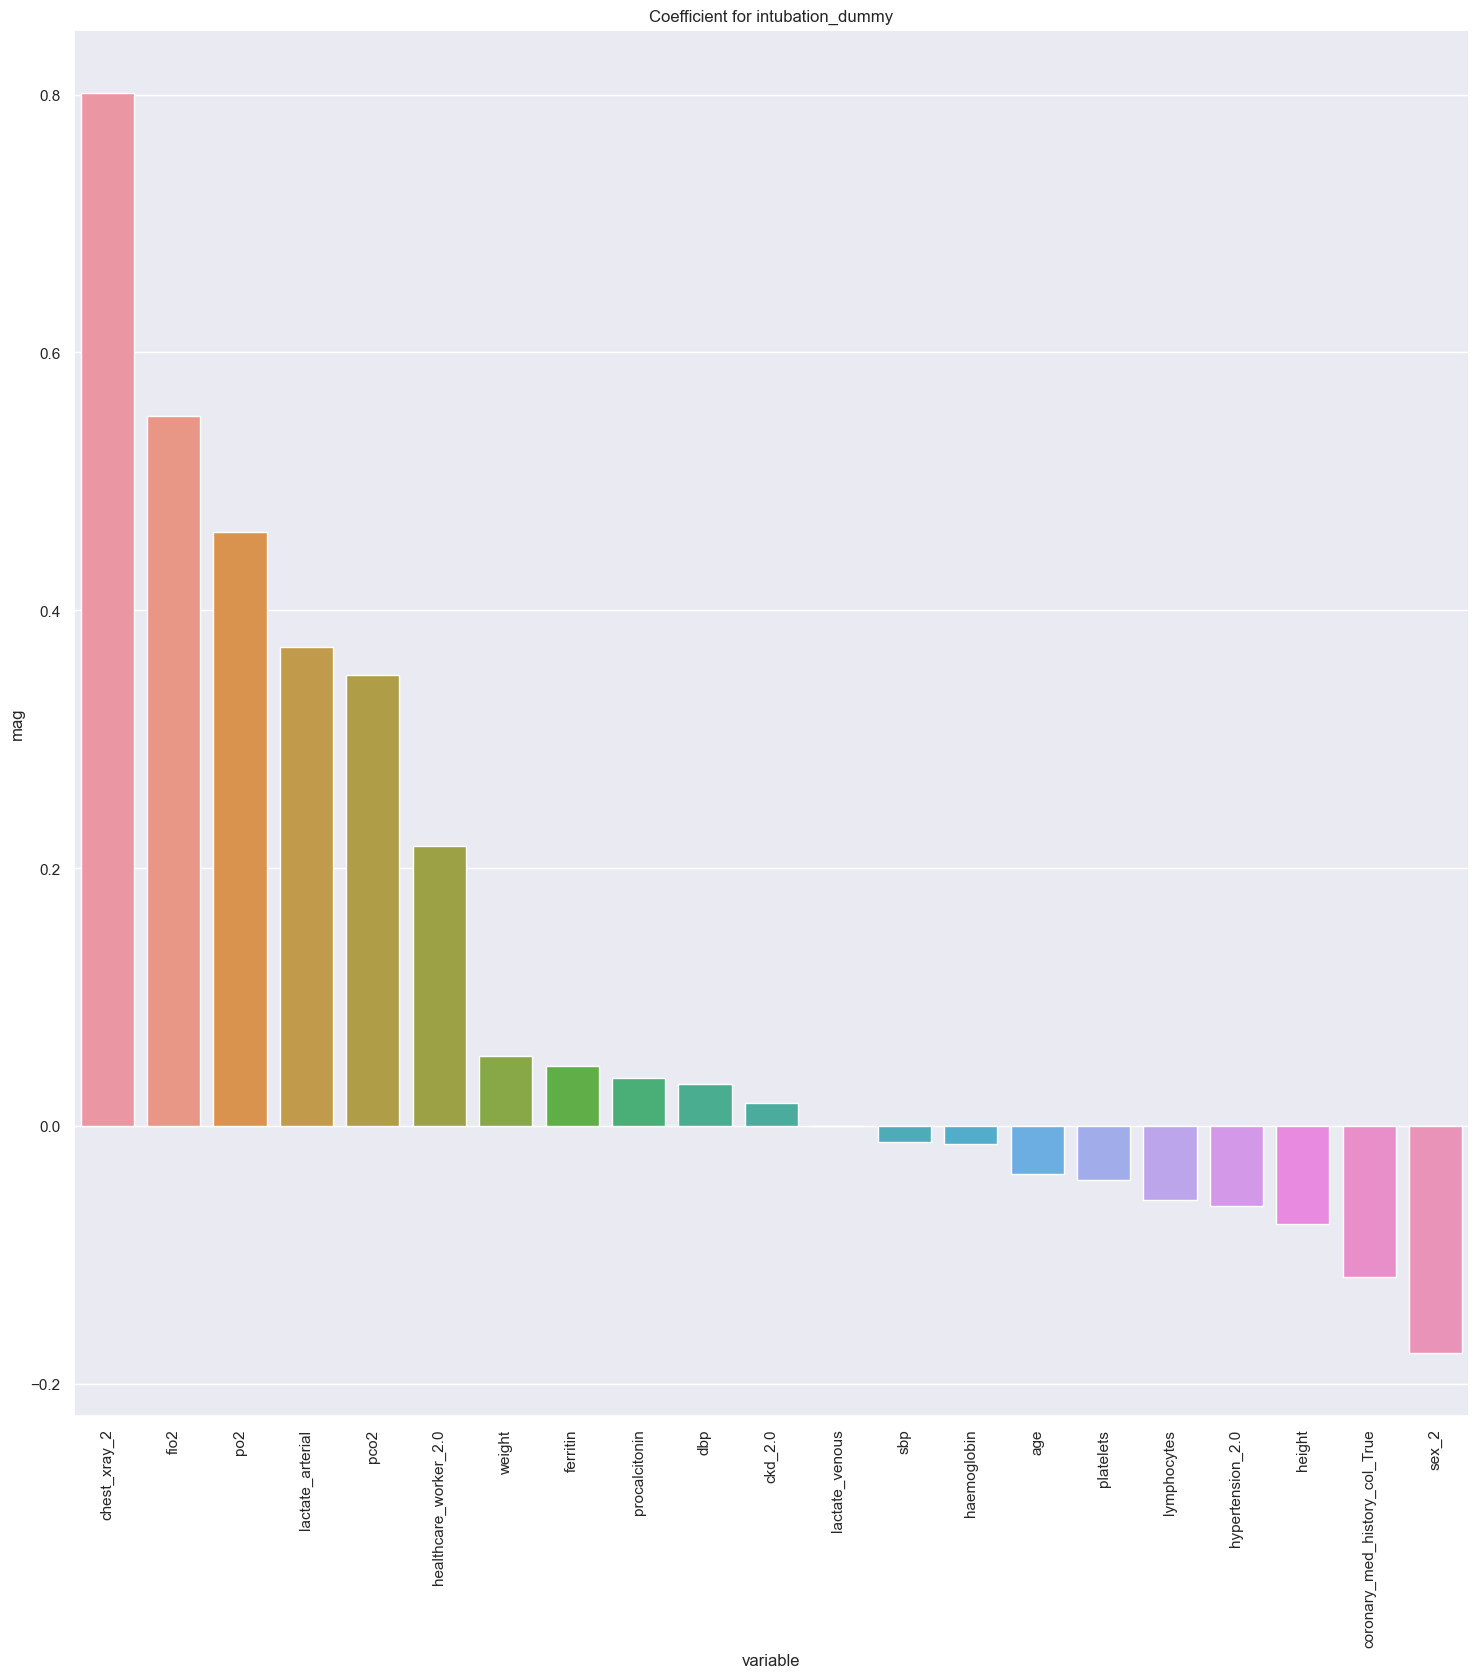 Coefficient for intubation_dummy
0.8
0.6
0.4
0.2
0.0
−0.2
mag
chest_xray_2
fio2
po2
lactate_arterial
pco2
healthcare_worker_2.0
weight
ferritin
procalcitonin
dbp
ckd_2.0
lactate_venous
sbp
haemoglobin
age
platelets
lymphocytes
hypertension_2.0
height
coronary_med_history_col_True
sex_2
variable